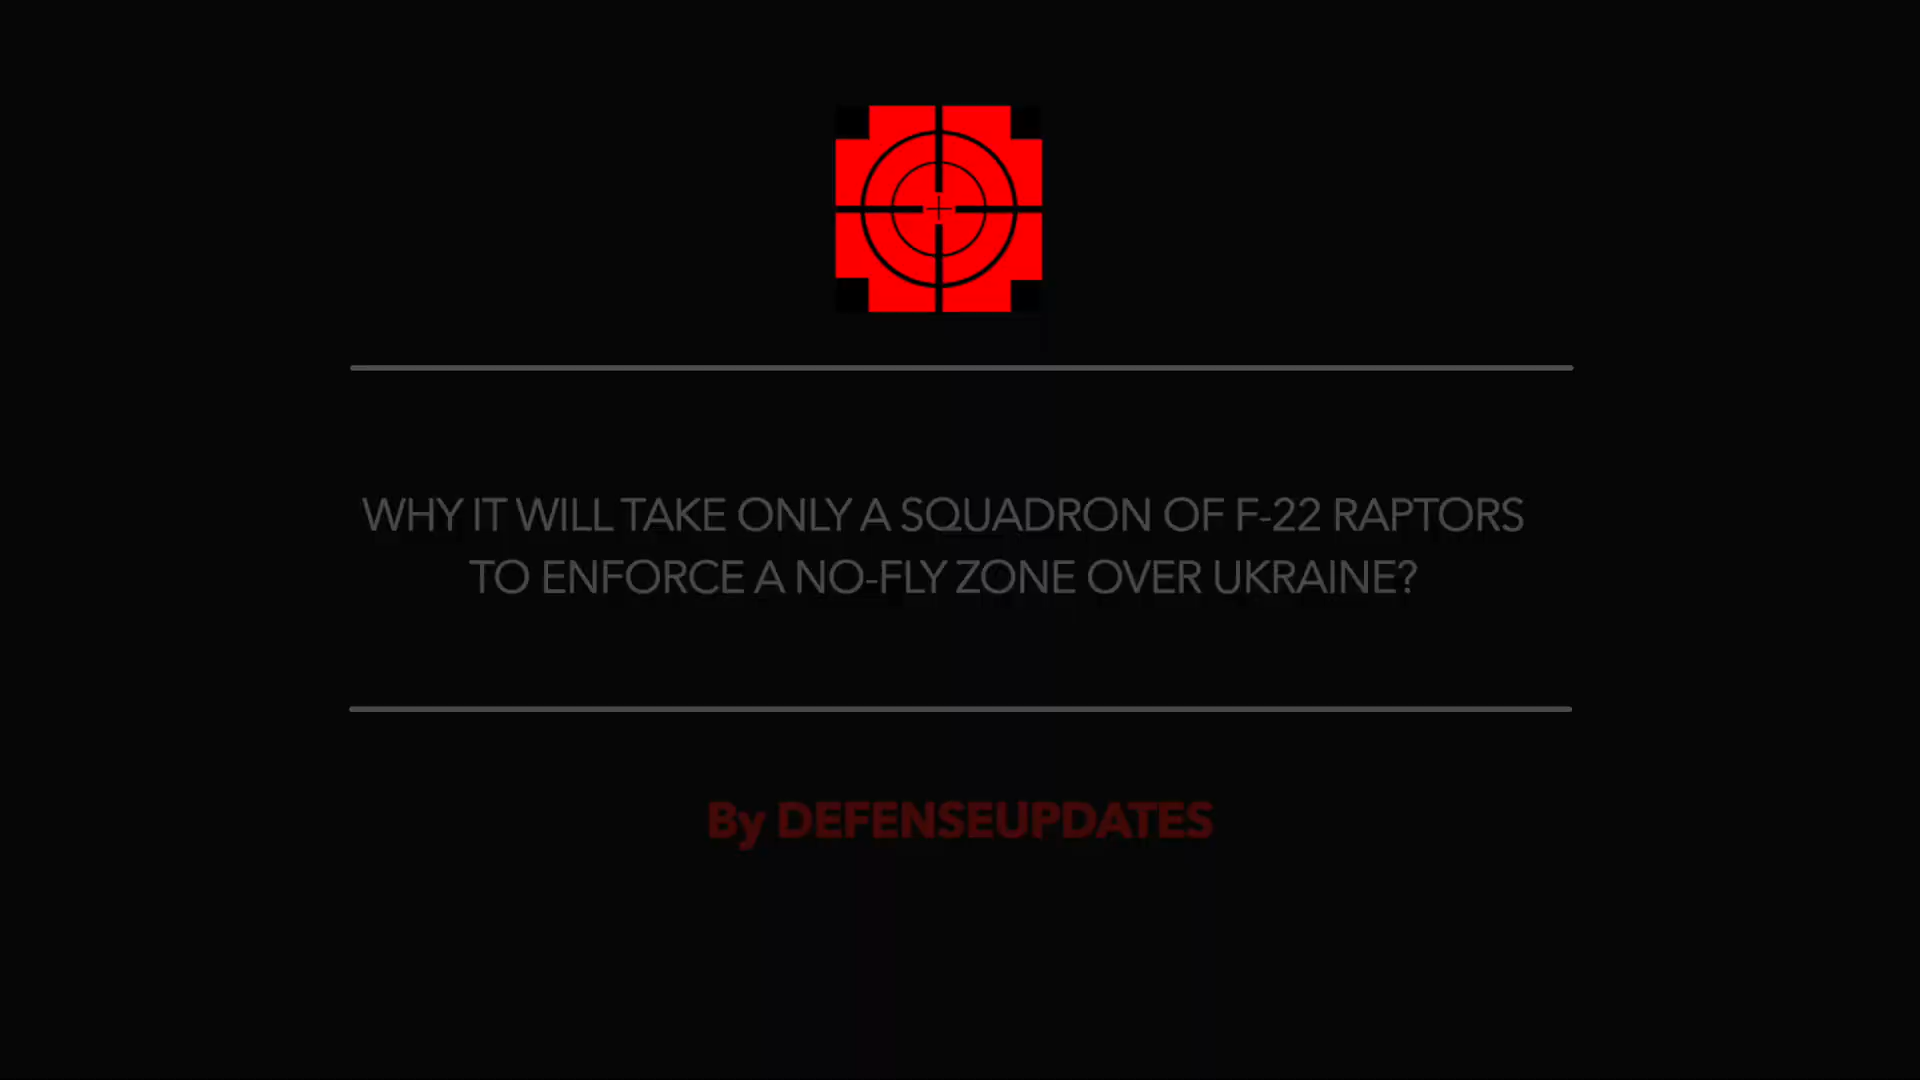 WHY IT WILL TAKE ONLY A SQUADRON OF F-22 RAPTORS
TO ENFORCE A NO-FLY ZONE OVER UKRAINE?
By DEFENSEUPDATES